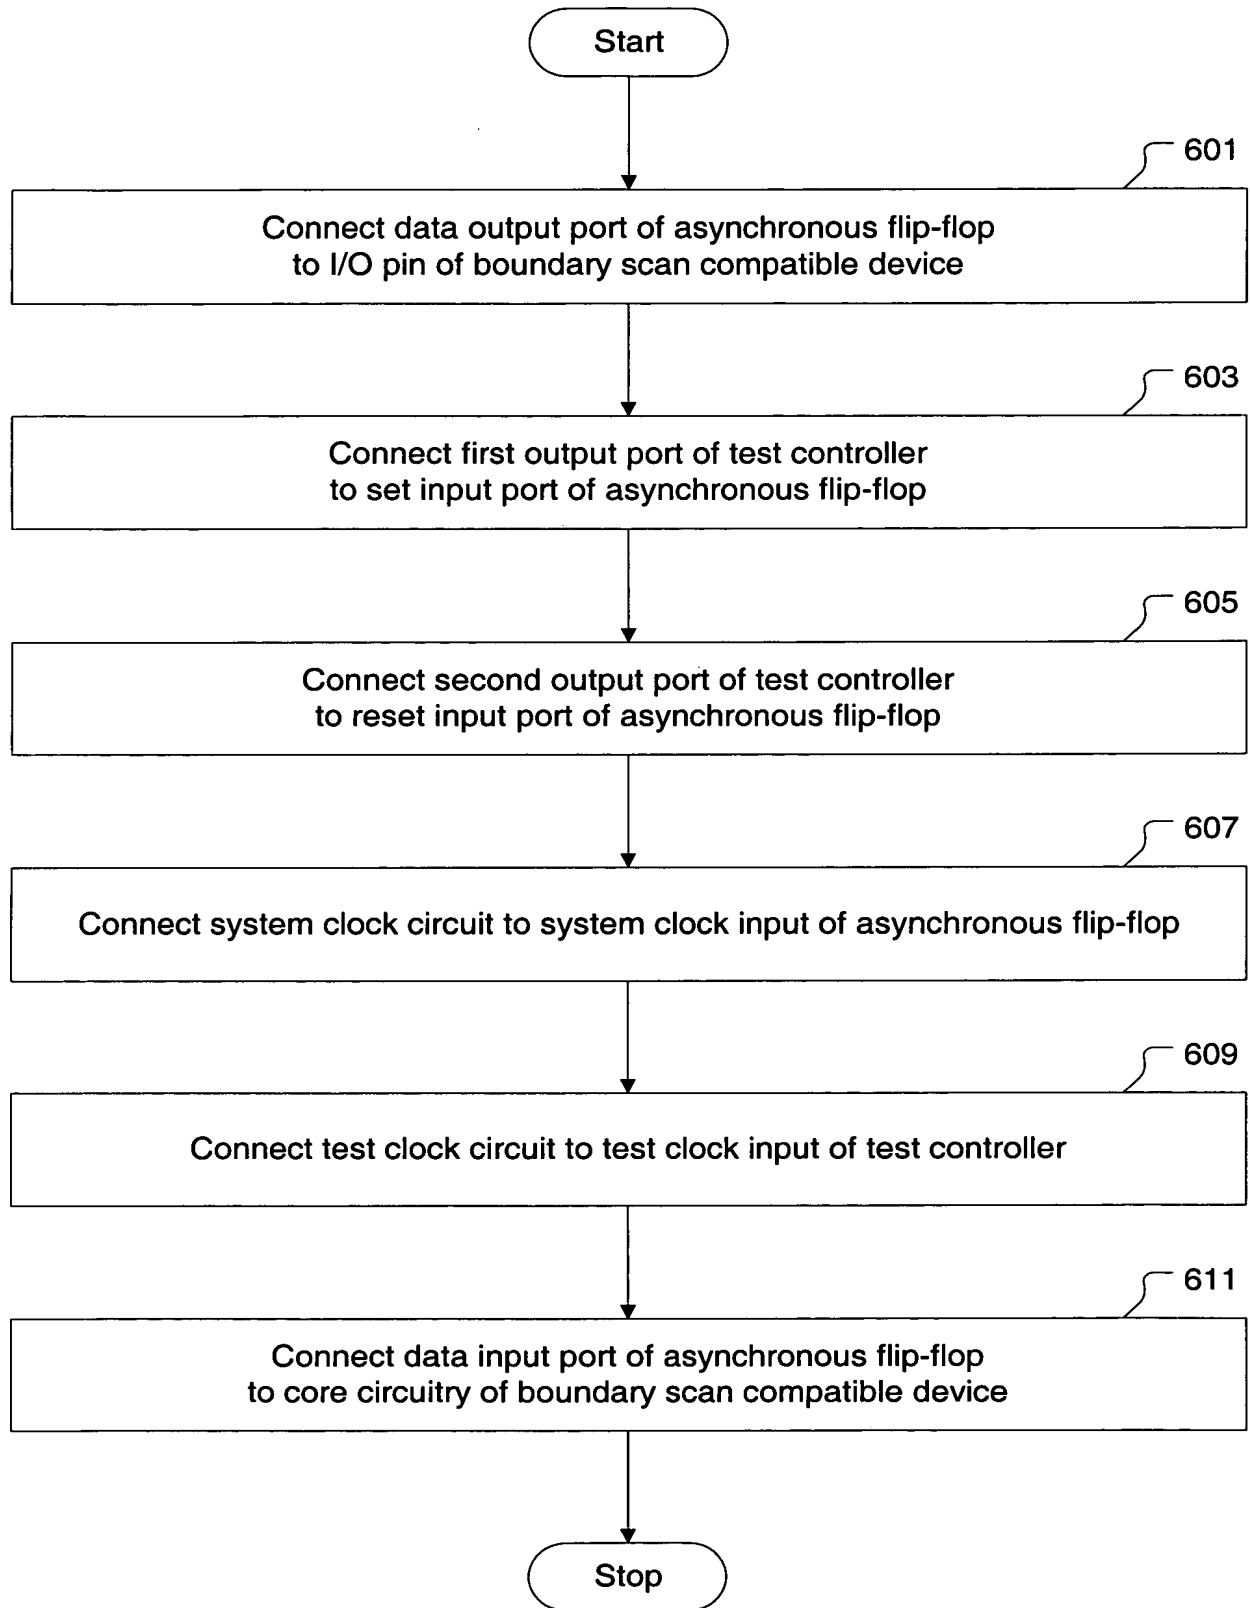 Start
601
Connect data output port of asynchronous flip-flop
to I/O pin of boundary scan compatible device
603
Connect first output port of test controller
to set input port of asynchronous flip-flop
605
Connect second output port of test controller
to reset input port of asynchronous flip-flop
607
Connect system clock circuit to system clock input of asynchronous flip-flop
609
Connect test clock circuit to test clock input of test controller
611
Connect data input port of asynchronous flip-flop
to core circuitry of boundary scan compatible device
Stop